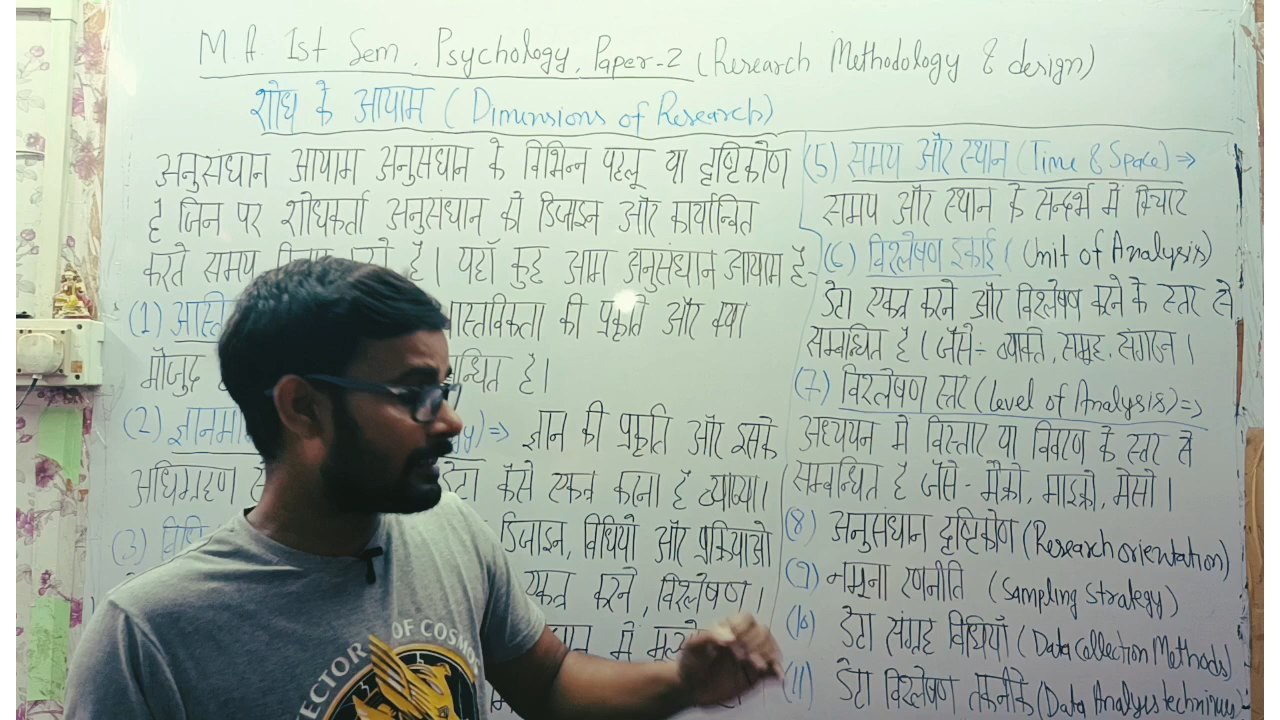 M.A. 1st Sem. Psychology, Paper-2 (Research Methodology & design)
शोध के आयाम (Dimensions of Research)
अनुसंधान आयाम अनुसंधान के विभिन्न पहलू या दृष्टिकोण
है जिन पर शोधकर्ता अनुसंधान को डिजाइन और कार्यान्वित
करते समय है। यहाँ कुछ आम अनुसंधान आयाम है-
(1) वास्तविकता की प्रकृति और क्या
मौजूद है।
(2) => ज्ञान की प्रकृति और इसके
अधिग्रहण डेटा कैसे एकत्र करना है व्याख्या।
(3) डिजाइन, विधियों और प्रक्रियाओ
एकत्र करने, विश्लेषण।
में
(5) समय और स्थान (Time & Space) =>
समय और स्थान के सन्दर्भ में विचार
(6) विश्लेषण इकाई (Unit of Analysis)
डेटा एकत्र करने और विश्लेषण करने के स्तर से
सम्बन्धित है। जैसे:- व्यक्ति, समूह, संगठन।
(7) विश्लेषण स्तर (Level of Analysis) =>
अध्ययन में विस्तार या विवरण के स्तर से
सम्बन्धित है जैसे - मैक्रो, माइक्रो, मेसो।
(8) अनुसंधान दृष्टिकोण (Research orientation)
(9) नमूना रणनीति (Sampling Strategy)
(10) डेटा संग्रह विधियाँ (Data Collection Methods)
(11) डेटा विश्लेषण तकनीके (Data Analysis techniques)
OF COSMOS